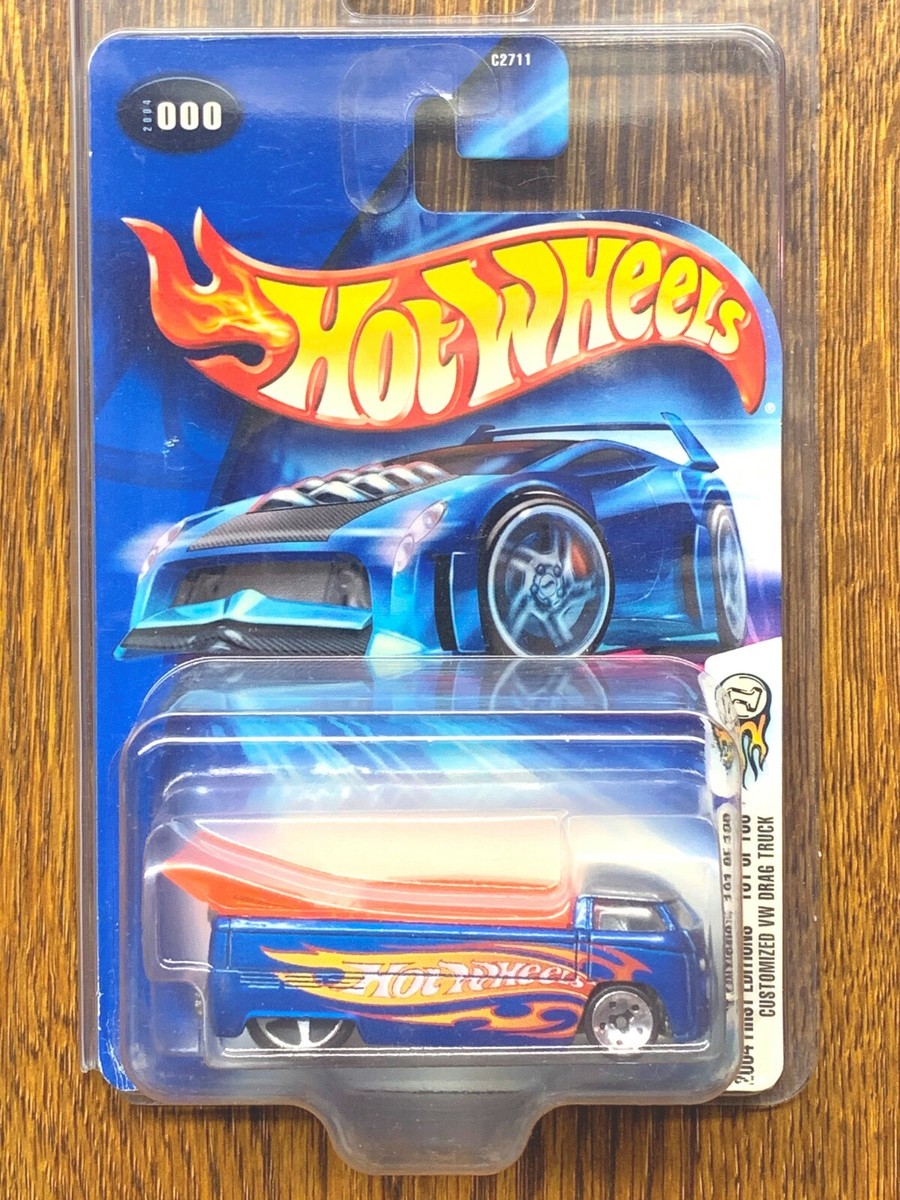 C2711
2004 000
HOT WHEELS
®
HOT WHEELS
2004 FIRST EDITIONS 101 OF 100
CUSTOMIZED VW DRAG TRUCK